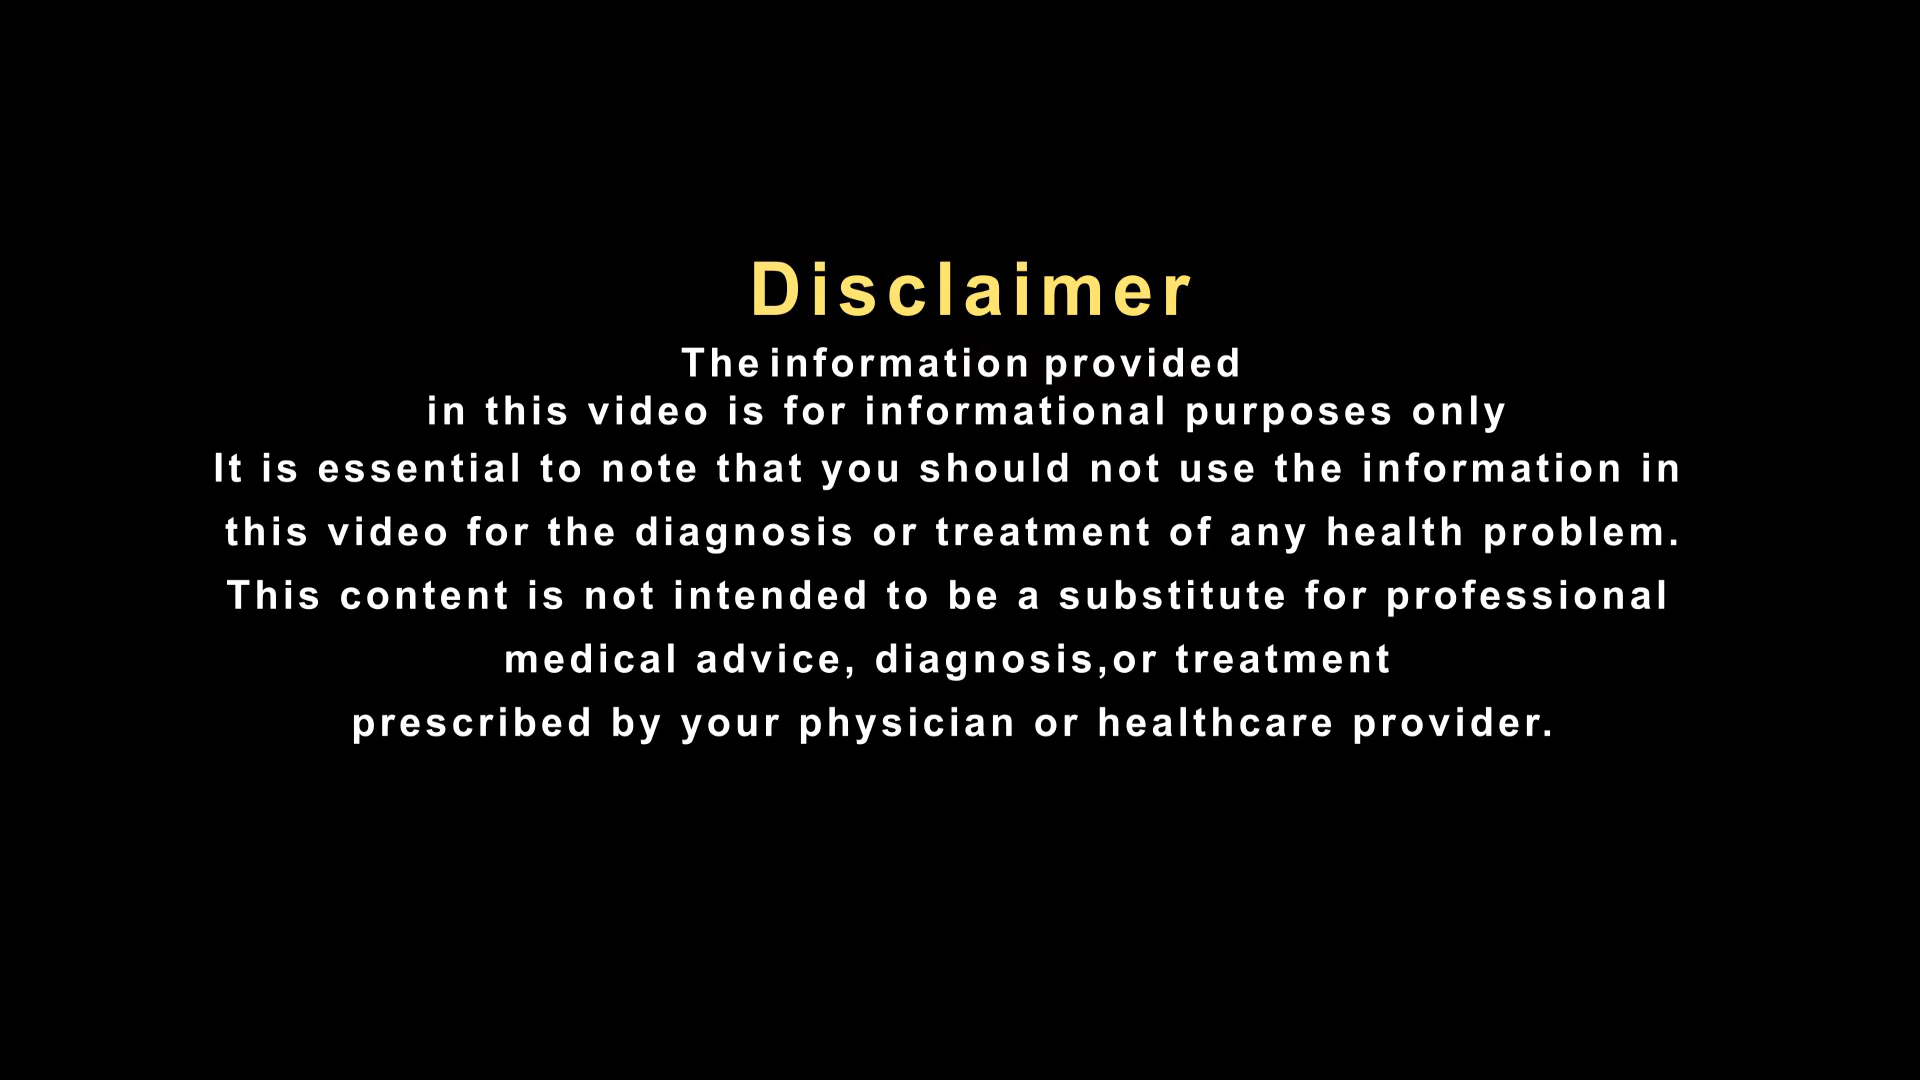 Disclaimer
The information provided
in this video is for informational purposes only
It is essential to note that you should not use the information in
this video for the diagnosis or treatment of any health problem.
This content is not intended to be a substitute for professional
medical advice, diagnosis,or treatment
prescribed by your physician or healthcare provider.